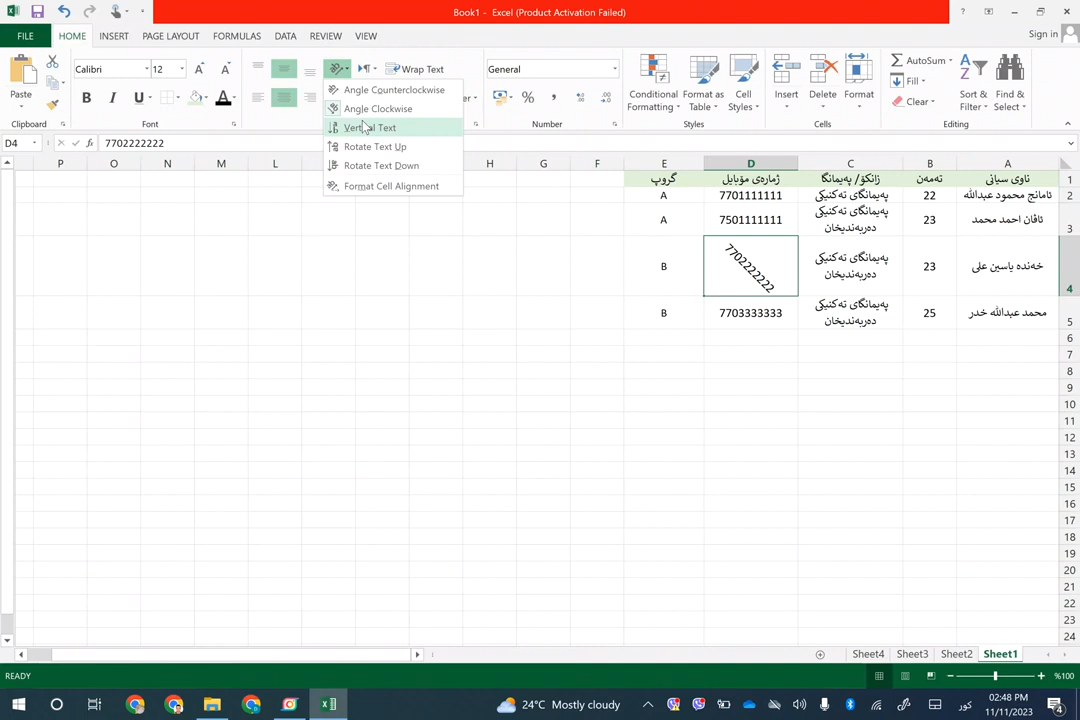 Book1 - Excel (Product Activation Failed)
Sign in
FILE HOME INSERT PAGE LAYOUT FORMULAS DATA REVIEW VIEW
Calibri 12 Wrap Text General AutoSum
Paste B I U Fill Clear
Conditional Formatting Format as Table Cell Styles Insert Delete Format Sort & Filter Find & Select
Clipboard Font Number Styles Cells Editing
Angle Counterclockwise
Angle Clockwise
Vertical Text
Rotate Text Up
Rotate Text Down
Format Cell Alignment
D4 7702222222
P O N M L H G F E D C B A
گروپ ژمارەی مۆبایل زانکۆ/ پەیمانگا تەمەن ناوی سیانی 1
A 7701111111 پەیمانگای تەکنیکی 22 ئامانج محمود عبدالله 2
A 7501111111 پەیمانگای تەکنیکی دەربەندیخان 23 ئاڤان احمد محمد 3
B 7702222222 پەیمانگای تەکنیکی دەربەندیخان 23 خەندە یاسین علی 4
B 7703333333 پەیمانگای تەکنیکی دەربەندیخان 25 محمد عبدالله خدر 5
6
7
8
9
10
11
12
13
14
15
16
17
18
19
20
21
22
23
24
Sheet4 Sheet3 Sheet2 Sheet1
READY %100
24°C Mostly cloudy کور 02:48 PM
11/11/2023 4